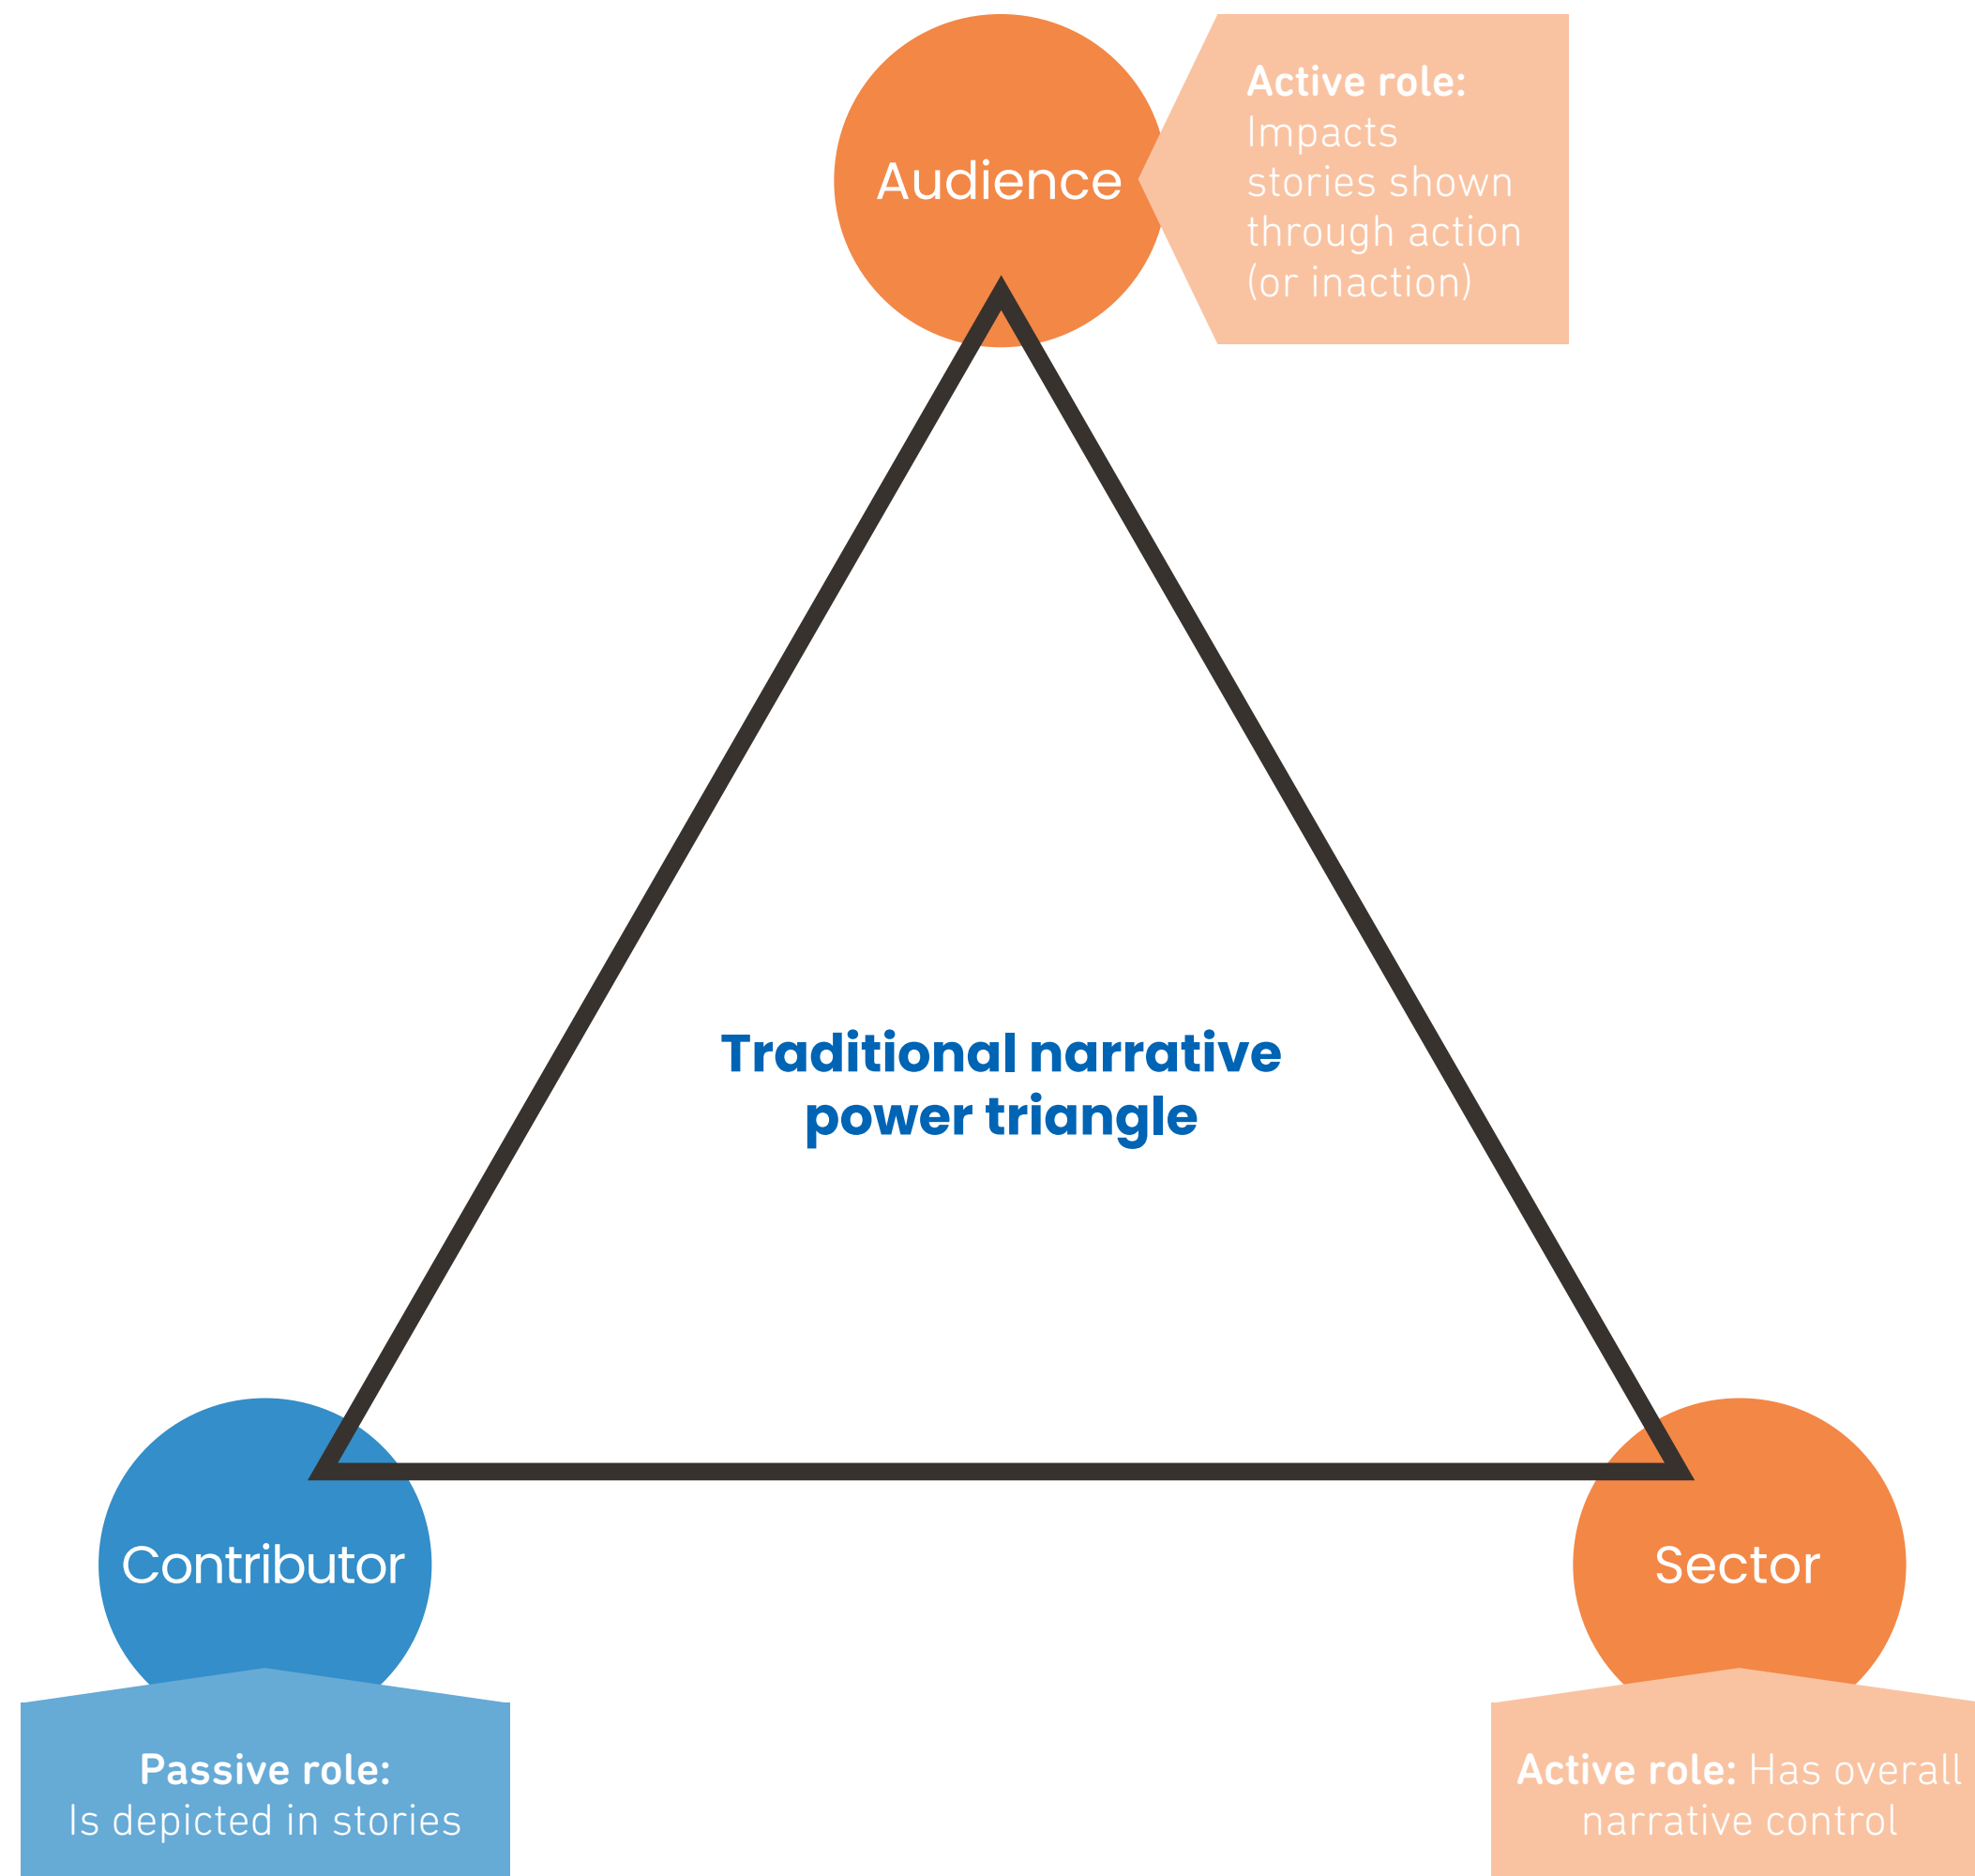 Audience
Active role:
Impacts
stories shown
through action
(or inaction)
Traditional narrative
power triangle
Contributor
Passive role:
Is depicted in stories
Sector
Active role: Has overall
narrative control